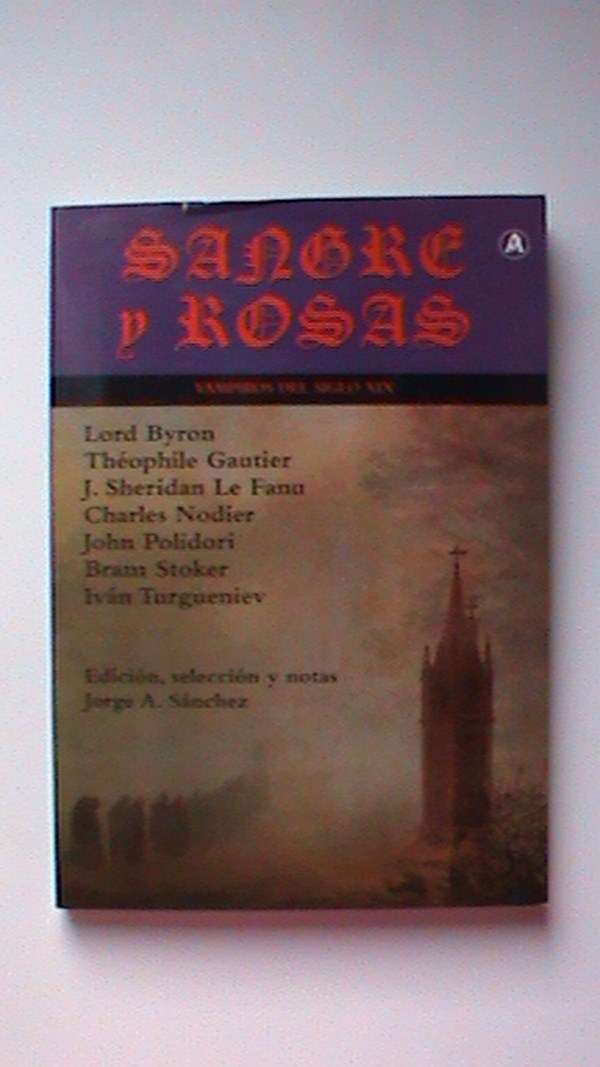 SANGRE
y ROSAS
A
VAMPIROS DEL SIGLO XIX
Lord Byron
Théophile Gautier
J. Sheridan Le Fanu
Charles Nodier
John Polidori
Bram Stoker
Iván Turgueniev
Edición, selección y notas
Jorge A. Sánchez